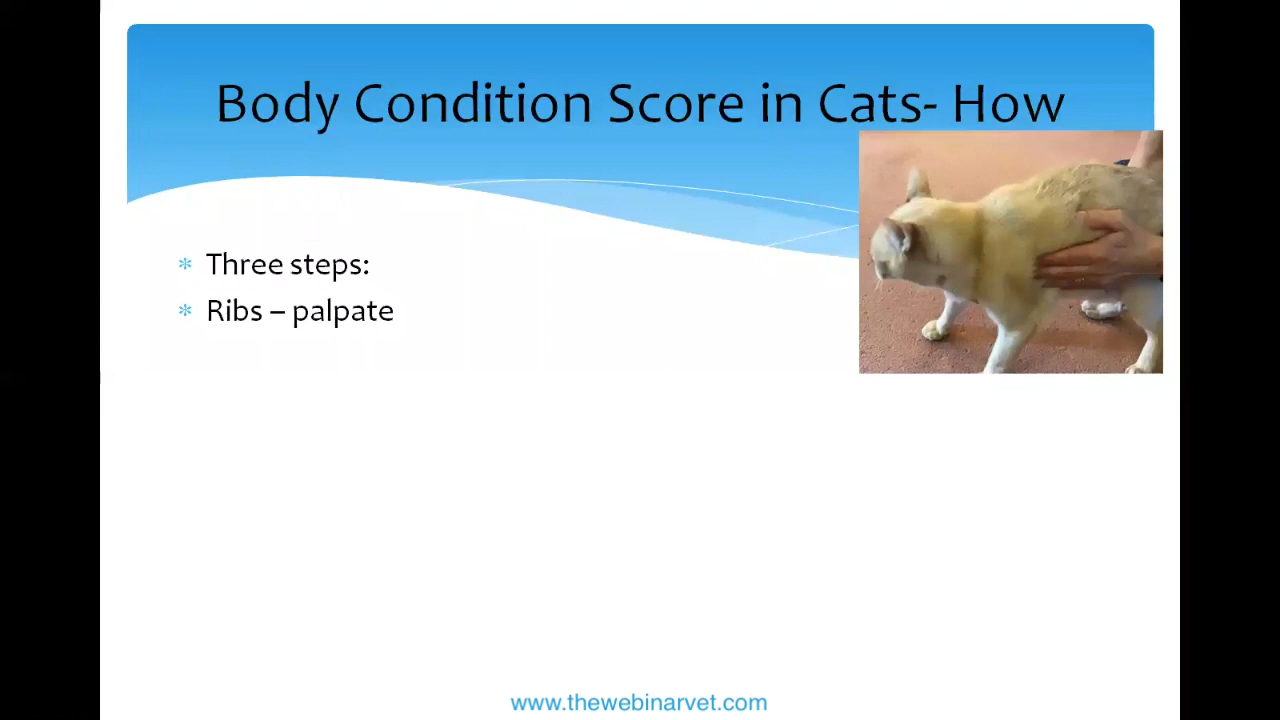 Body Condition Score in Cats- How
* Three steps:
* Ribs – palpate
www.thewebinarvet.com